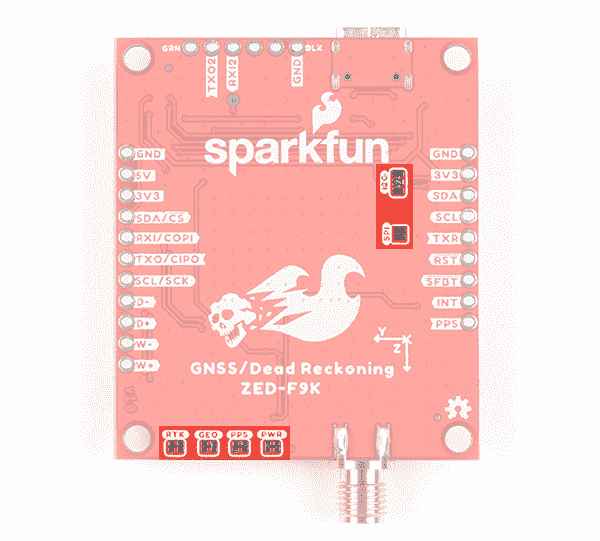 GRN
BLK
TXO2
RXI2
GND
sparkfun
GND
5V
3V3
SDA/CS
RXI/COPI
TXO/CIPO
SCL/SCK
D-
D+
W-
W+
GND
3V3
SDA
SCL
TXR
RST
SFBT
INT
PPS
I2C
SPI
Y
X
Z
GNSS/Dead Reckoning
ZED-F9K
RTK GEO PPS PWR